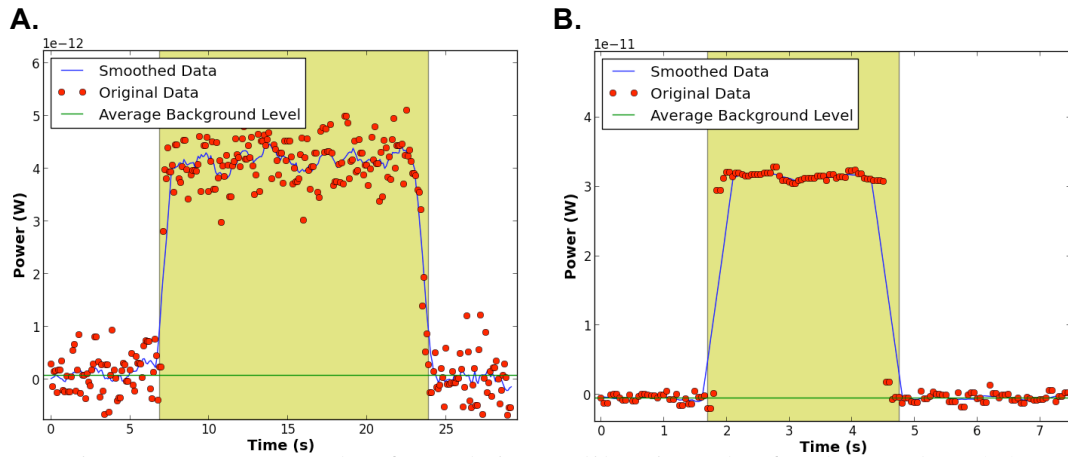 A.
1e−12
Smoothed Data
Original Data
Average Background Level
6
5
4
3
2
1
0
Power (W)
0
5
10
15
20
25
Time (s)
B.
1e−11
Smoothed Data
Original Data
Average Background Level
4
3
2
1
0
Power (W)
0
1
2
3
4
5
6
7
Time (s)